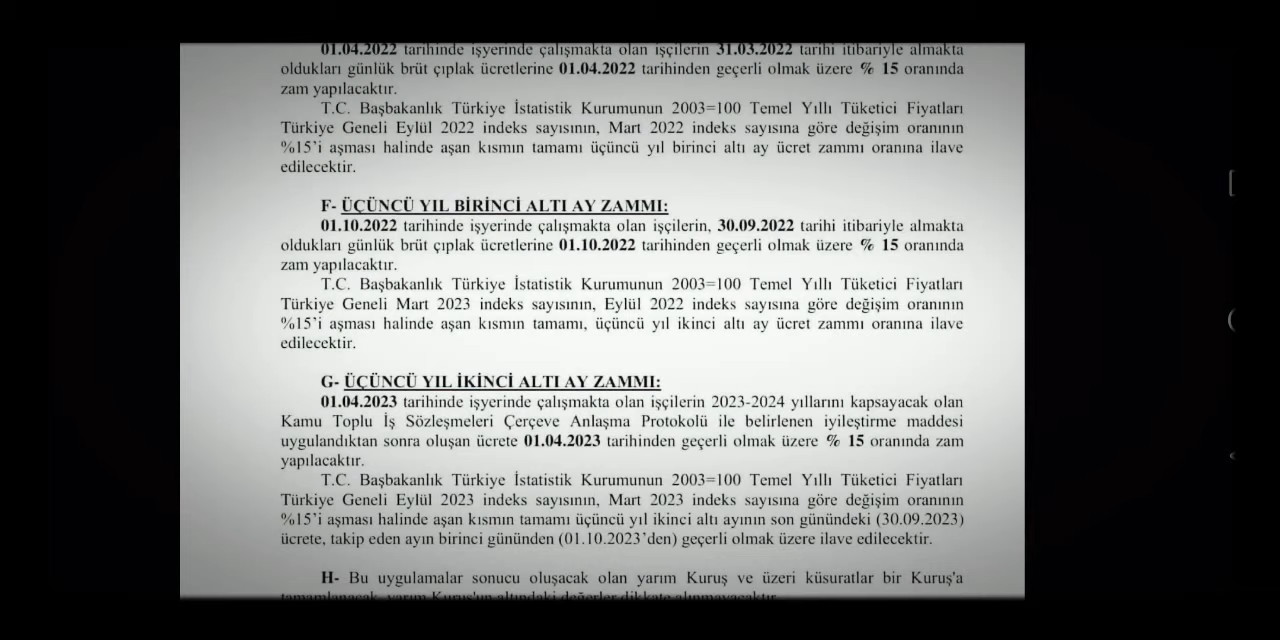 01.04.2022 tarihinde işyerinde çalışmakta olan işçilerin 31.03.2022 tarihi itibariyle almakta
oldukları günlük brüt çıplak ücretlerine 01.04.2022 tarihinden geçerli olmak üzere % 15 oranında
zam yapılacaktır.
T.C. Başbakanlık Türkiye İstatistik Kurumunun 2003=100 Temel Yıllı Tüketici Fiyatları
Türkiye Geneli Eylül 2022 indeks sayısının, Mart 2022 indeks sayısına göre değişim oranının
%15'i aşması halinde aşan kısmın tamamı üçüncü yıl birinci altı ay ücret zammı oranına ilave
edilecektir.
F- ÜÇÜNCÜ YIL BİRİNCİ ALTI AY ZAMMI:
01.10.2022 tarihinde işyerinde çalışmakta olan işçilerin, 30.09.2022 tarihi itibariyle almakta
oldukları günlük brüt çıplak ücretlerine 01.10.2022 tarihinden geçerli olmak üzere % 15 oranında
zam yapılacaktır.
T.C. Başbakanlık Türkiye İstatistik Kurumunun 2003=100 Temel Yıllı Tüketici Fiyatları
Türkiye Geneli Mart 2023 indeks sayısının, Eylül 2022 indeks sayısına göre değişim oranının
%15'i aşması halinde aşan kısmın tamamı, üçüncü yıl ikinci altı ay ücret zammı oranına ilave
edilecektir.
G- ÜÇÜNCÜ YIL İKİNCİ ALTI AY ZAMMI:
01.04.2023 tarihinde işyerinde çalışmakta olan işçilerin 2023-2024 yıllarını kapsayacak olan
Kamu Toplu İş Sözleşmeleri Çerçeve Anlaşma Protokolü ile belirlenen iyileştirme maddesi
uygulandıktan sonra oluşan ücrete 01.04.2023 tarihinden geçerli olmak üzere % 15 oranında zam
yapılacaktır.
T.C. Başbakanlık Türkiye İstatistik Kurumunun 2003=100 Temel Yıllı Tüketici Fiyatları
Türkiye Geneli Eylül 2023 indeks sayısının, Mart 2023 indeks sayısına göre değişim oranının
%15'i aşması halinde aşan kısmın tamamı üçüncü yıl ikinci altı ayının son günündeki (30.09.2023)
ücrete, takip eden ayın birinci gününden (01.10.2023'den) geçerli olmak üzere ilave edilecektir.
H- Bu uygulamalar sonucu oluşacak olan yarım Kuruş ve üzeri küsuratlar bir Kuruş'a
tamamlanacak, yarım Kuruş'un altındaki değerler dikkate alınmayacaktır.